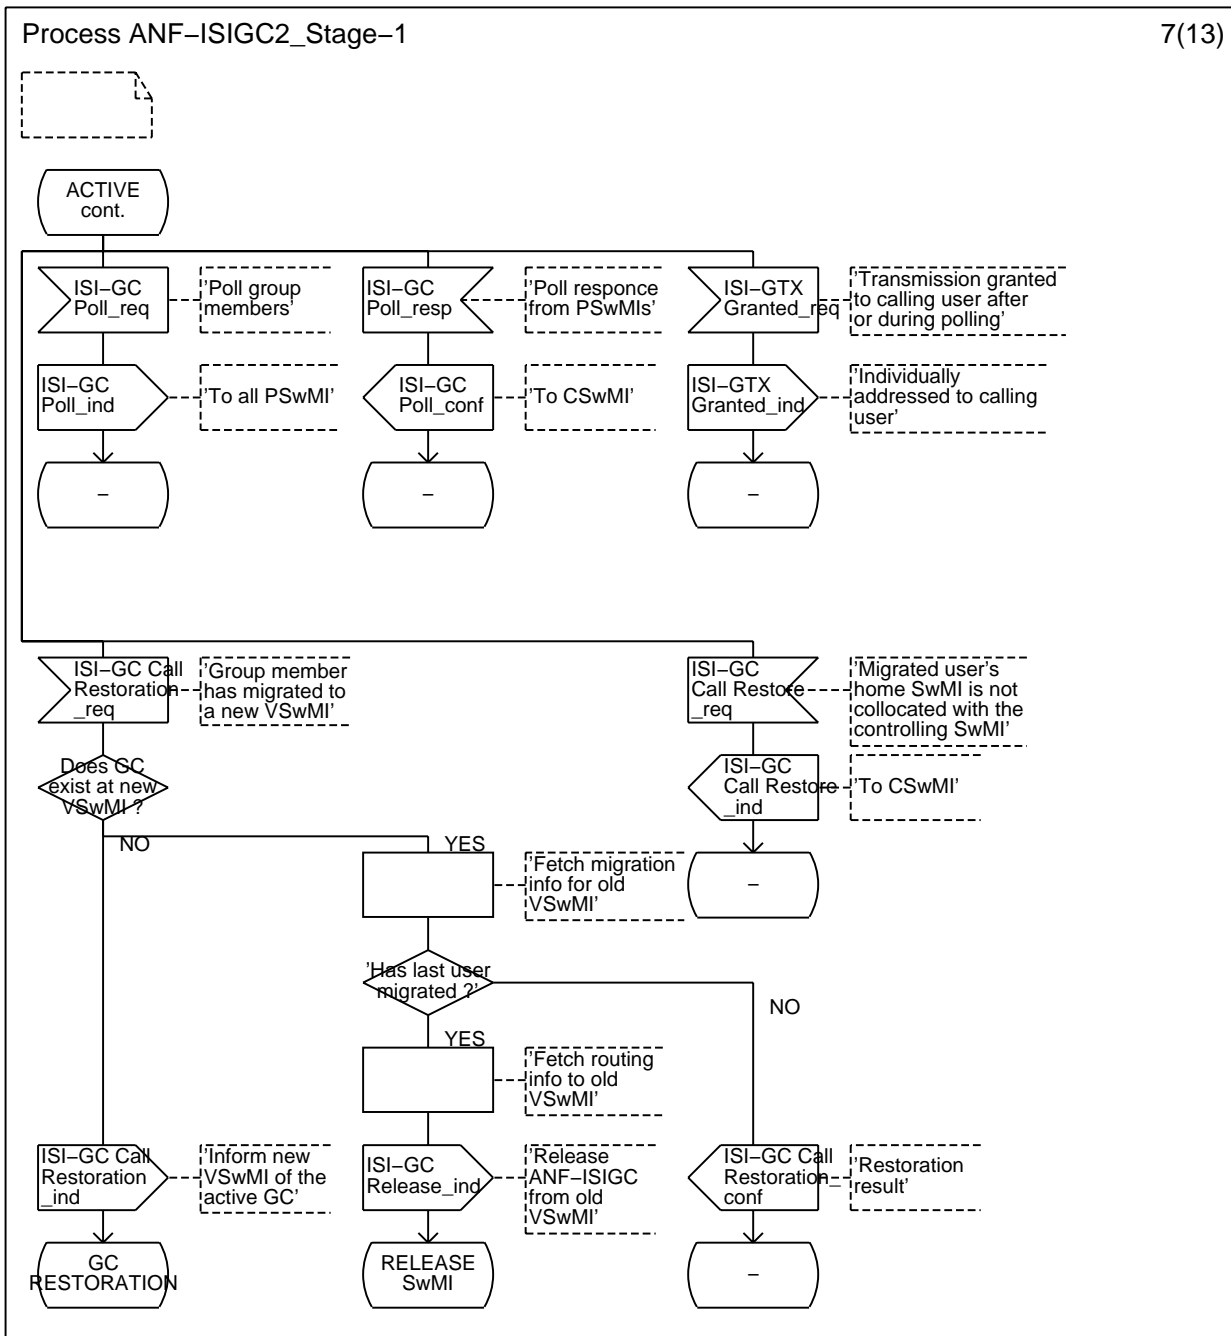 Process ANF–ISIGC2_Stage–1
7(13)
ACTIVE
cont.
ISI–GC
Poll_req
'Poll group
members'
ISI–GC
Poll_resp
'Poll responce
from PSwMIs'
ISI–GTX
Granted_req
'Transmission granted
to calling user after
or during polling'
ISI–GC
Poll_ind
'To all PSwMI'
ISI–GC
Poll_conf
'To CSwMI'
ISI–GTX
Granted_ind
'Individually
addressed to calling
user'
–
–
–
ISI–GC Call
Restoration
_req
'Group member
has migrated to
a new VSwMI'
ISI–GC
Call Restore
_req
'Migrated user's
home SwMI is not
collocated with the
controlling SwMI'
Does GC
exist at new
VSwMI ?
ISI–GC
Call Restore
_ind
'To CSwMI'
NO
YES
'Fetch migration
info for old
VSwMI'
–
'Has last user
migrated ?'
NO
YES
'Fetch routing
info to old
VSwMI'
ISI–GC Call
Restoration
_ind
'Inform new
VSwMI of the
active GC'
ISI–GC
Release_ind
'Release
ANF–ISIGC
from old
VSwMI'
ISI–GC Call
Restoration_
conf
'Restoration
result'
GC
RESTORATION
RELEASE
SwMI
–